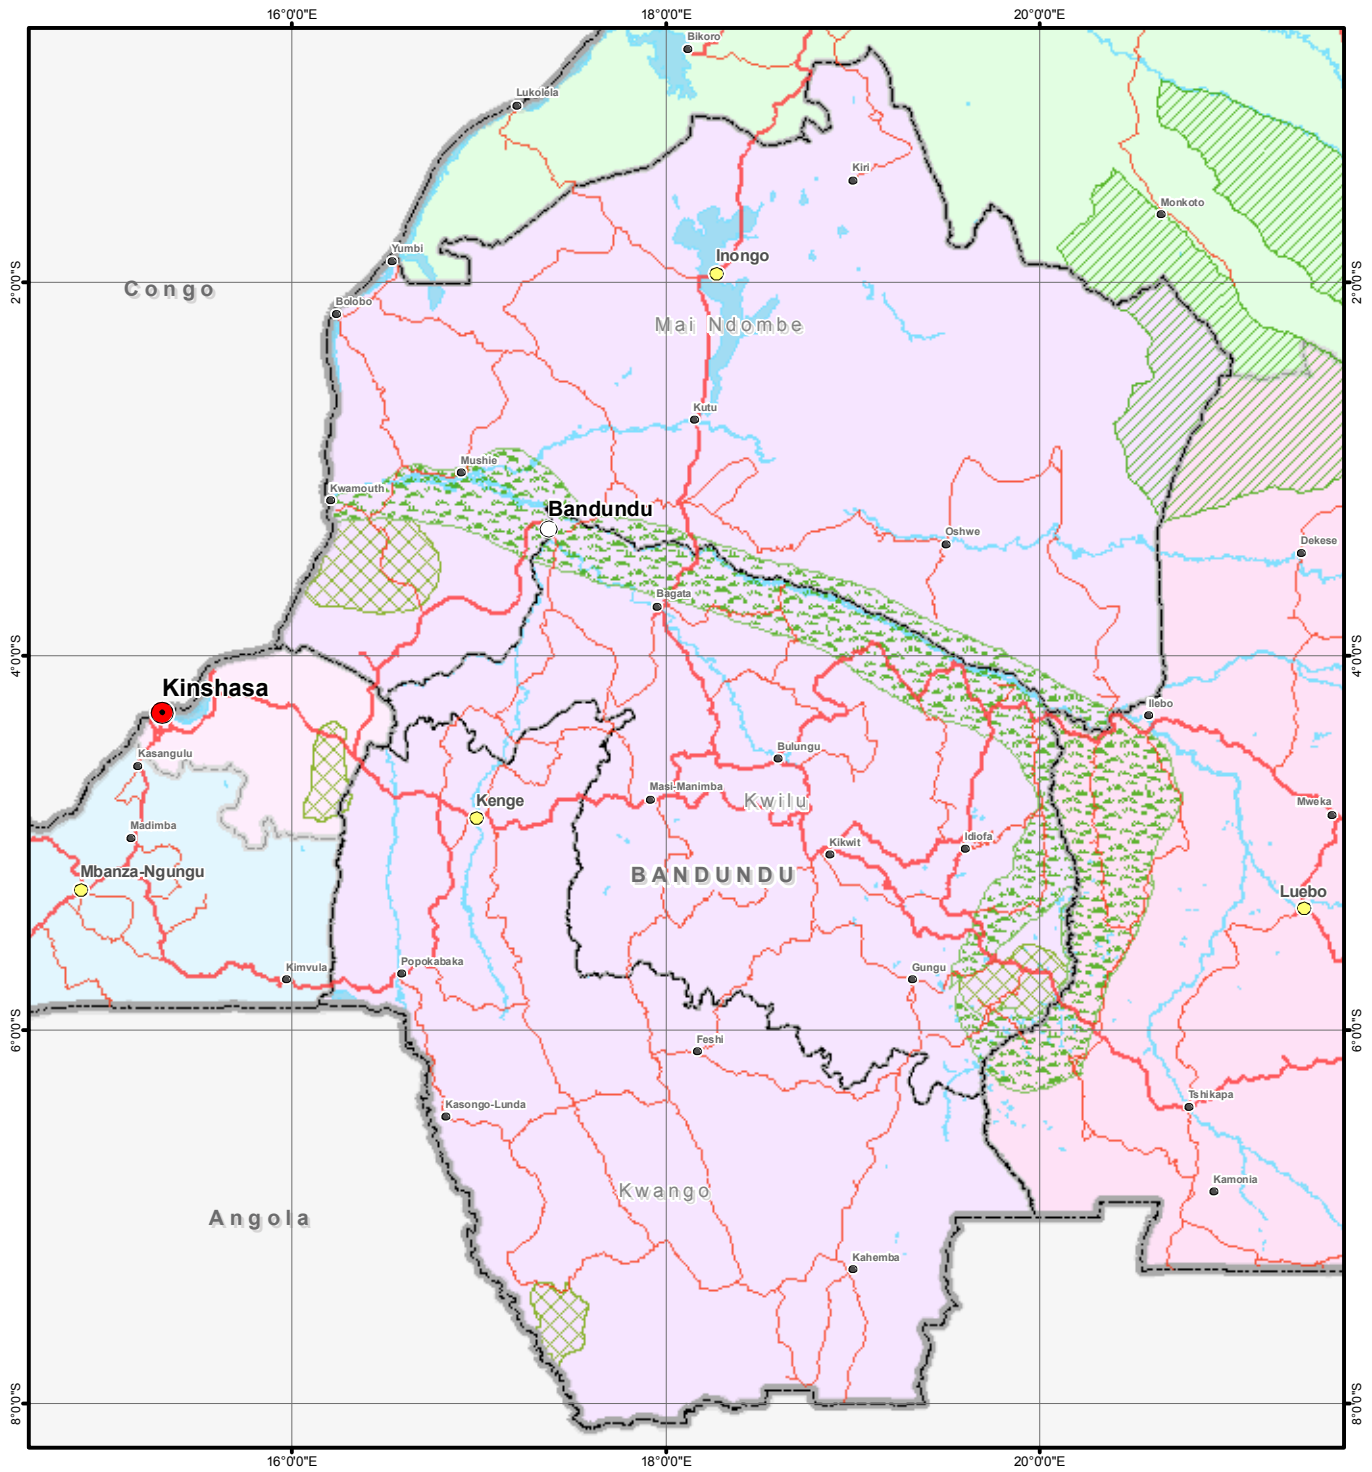 16°0'0"E
18°0'0"E
20°0'0"E
Bikoro
Lukolela
Kiri
Monkoto
Yumbi
Inongo
2°0'0"S
2°0'0"S
Congo
Bolobo
Mai Ndombe
Kutu
Mushie
Kwamouth
Bandundu
Oshwe
Dekese
Bagata
4°0'0"S
4°0'0"S
Kinshasa
Ilebo
Kasangulu
Bulungu
Masi-Manimba
Kenge
Kwilu
Mweka
Madimba
Idiofa
Kikwit
Mbanza-Ngungu
BANDUNDU
Luebo
Popokabaka
Kimvula
Gungu
6°0'0"S
6°0'0"S
Feshi
Kasongo-Lunda
Tshikapa
Kwango
Kamonia
Angola
Kahemba
8°0'0"S
8°0'0"S
16°0'0"E
18°0'0"E
20°0'0"E